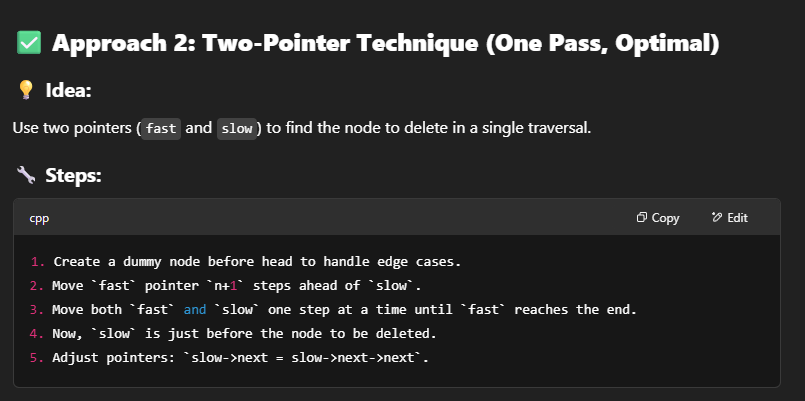 ✅ Approach 2: Two-Pointer Technique (One Pass, Optimal)
💡 Idea:
Use two pointers (fast and slow) to find the node to delete in a single traversal.
🔧 Steps:
cpp Copy Edit
1. Create a dummy node before head to handle edge cases.
2. Move `fast` pointer `n+1` steps ahead of `slow`.
3. Move both `fast` and `slow` one step at a time until `fast` reaches the end.
4. Now, `slow` is just before the node to be deleted.
5. Adjust pointers: `slow->next = slow->next->next`.